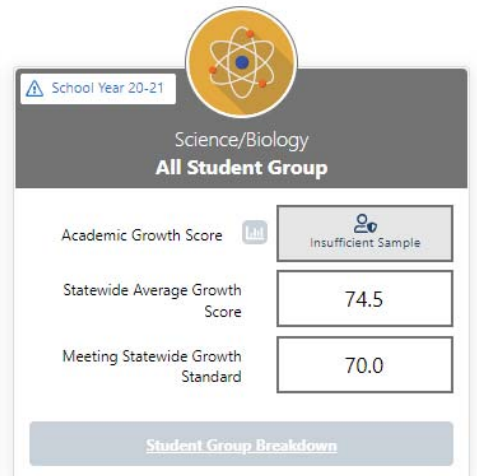 School Year 20-21
Science/Biology
All Student Group
Academic Growth Score
Insufficient Sample
Statewide Average Growth
Score
74.5
Meeting Statewide Growth
Standard
70.0
Student Group Breakdown